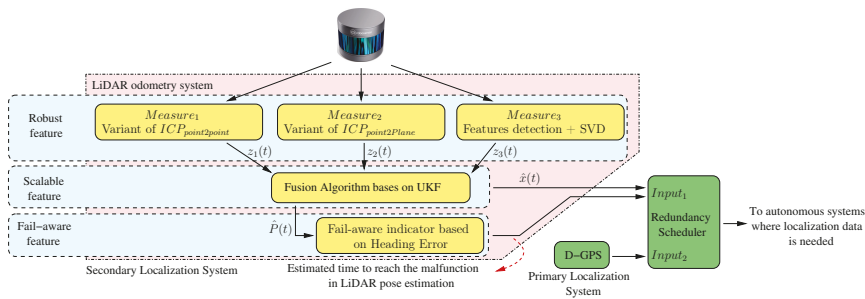 LiDAR odometry system
Robust
feature
Measure₁
Variant of ICP_point2point
Measure₂
Variant of ICP_point2Plane
Measure₃
Features detection + SVD
z₁(t)
z₂(t)
z₃(t)
Scalable
feature
Fusion Algorithm bases on UKF
x̂(t)
Fail–aware
feature
P̂(t)
Fail-aware indicator based
on Heading Error
Secondary Localization System
Estimated time to reach the malfunction
in LiDAR pose estimation
Input₁
Redundancy
Scheduler
Input₂
D–GPS
Primary Localization
System
To autonomous systems
where localization data
is needed